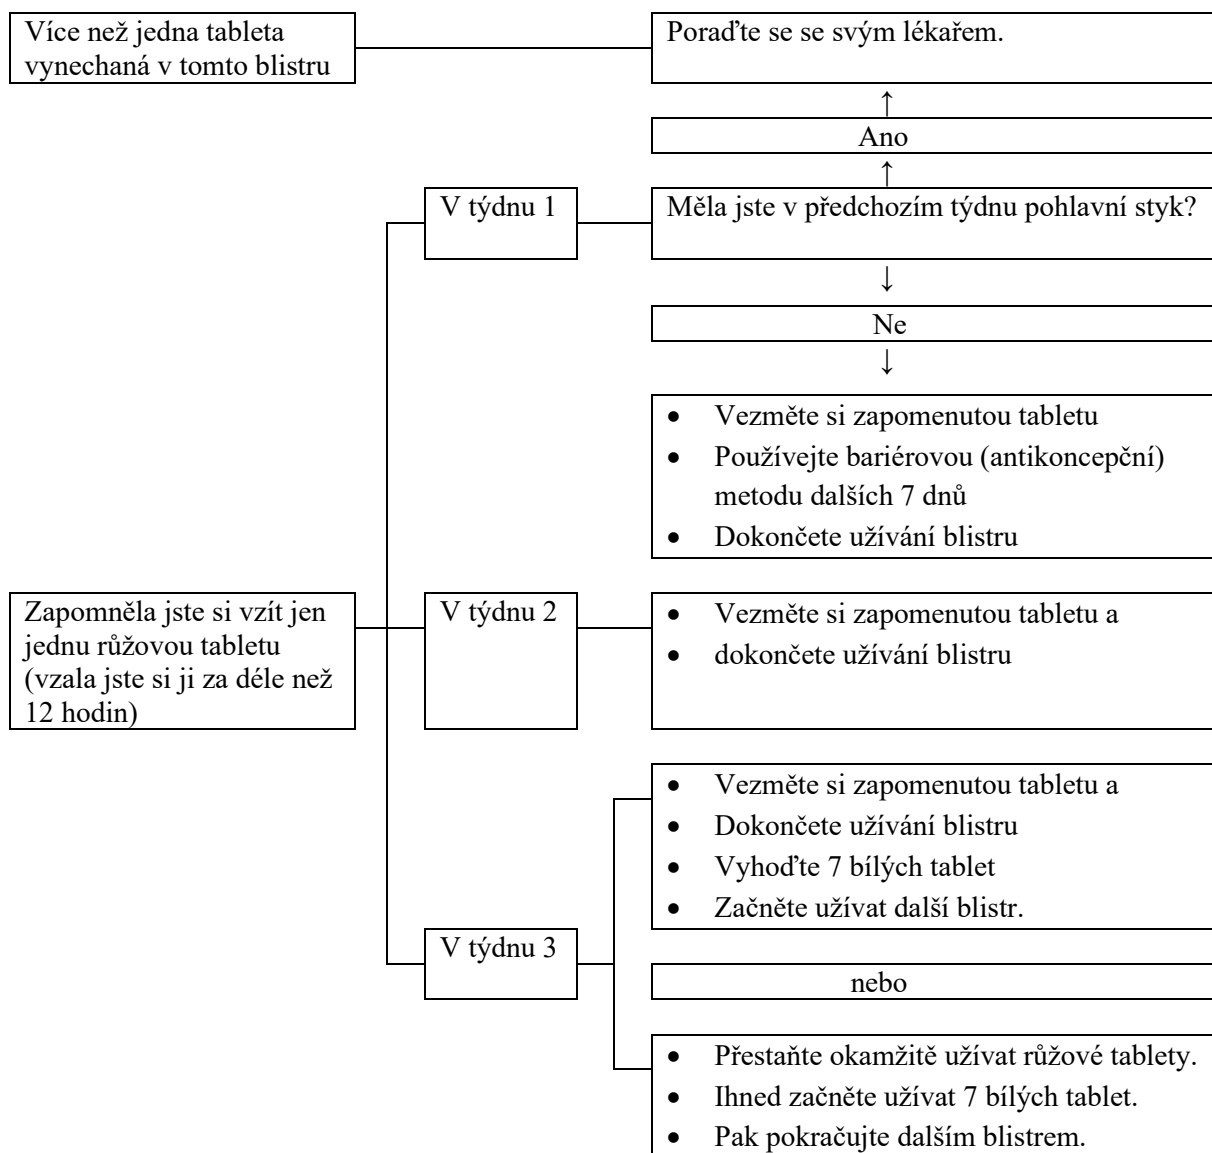 Více než jedna tableta
vynechaná v tomto blistru
Poraďte se se svým lékařem.
↑
Ano
↑
V týdnu 1
Měla jste v předchozím týdnu pohlavní styk?
↓
Ne
↓
• Vezměte si zapomenutou tabletu
• Používejte bariérovou (antikoncepční)
metodu dalších 7 dnů
• Dokončete užívání blistru
Zapomněla jste si vzít jen
jednu růžovou tabletu
(vzala jste si ji za déle než
12 hodin)
V týdnu 2
• Vezměte si zapomenutou tabletu a
• dokončete užívání blistru
• Vezměte si zapomenutou tabletu a
• Dokončete užívání blistru
• Vyhoďte 7 bílých tablet
• Začněte užívat další blistr.
V týdnu 3
nebo
• Přestaňte okamžitě užívat růžové tablety.
• Ihned začněte užívat 7 bílých tablet.
• Pak pokračujte dalším blistrem.